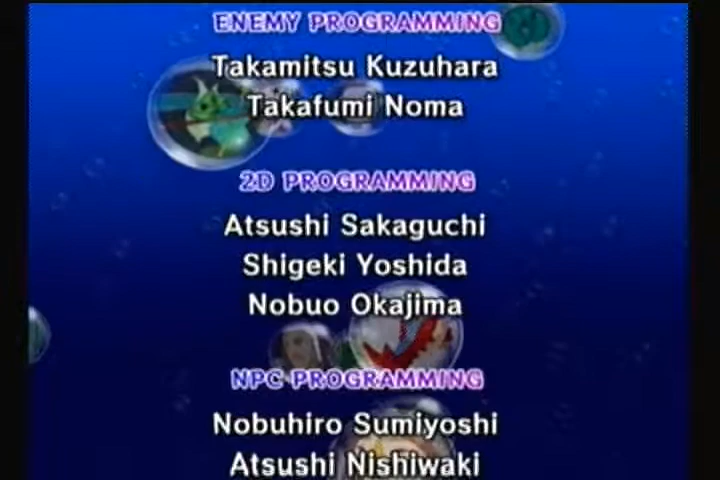 ENEMY PROGRAMMING
Takamitsu Kuzuhara
Takafumi Noma
2D PROGRAMMING
Atsushi Sakaguchi
Shigeki Yoshida
Nobuo Okajima
NPC PROGRAMMING
Nobuhiro Sumiyoshi
Atsushi Nishiwaki